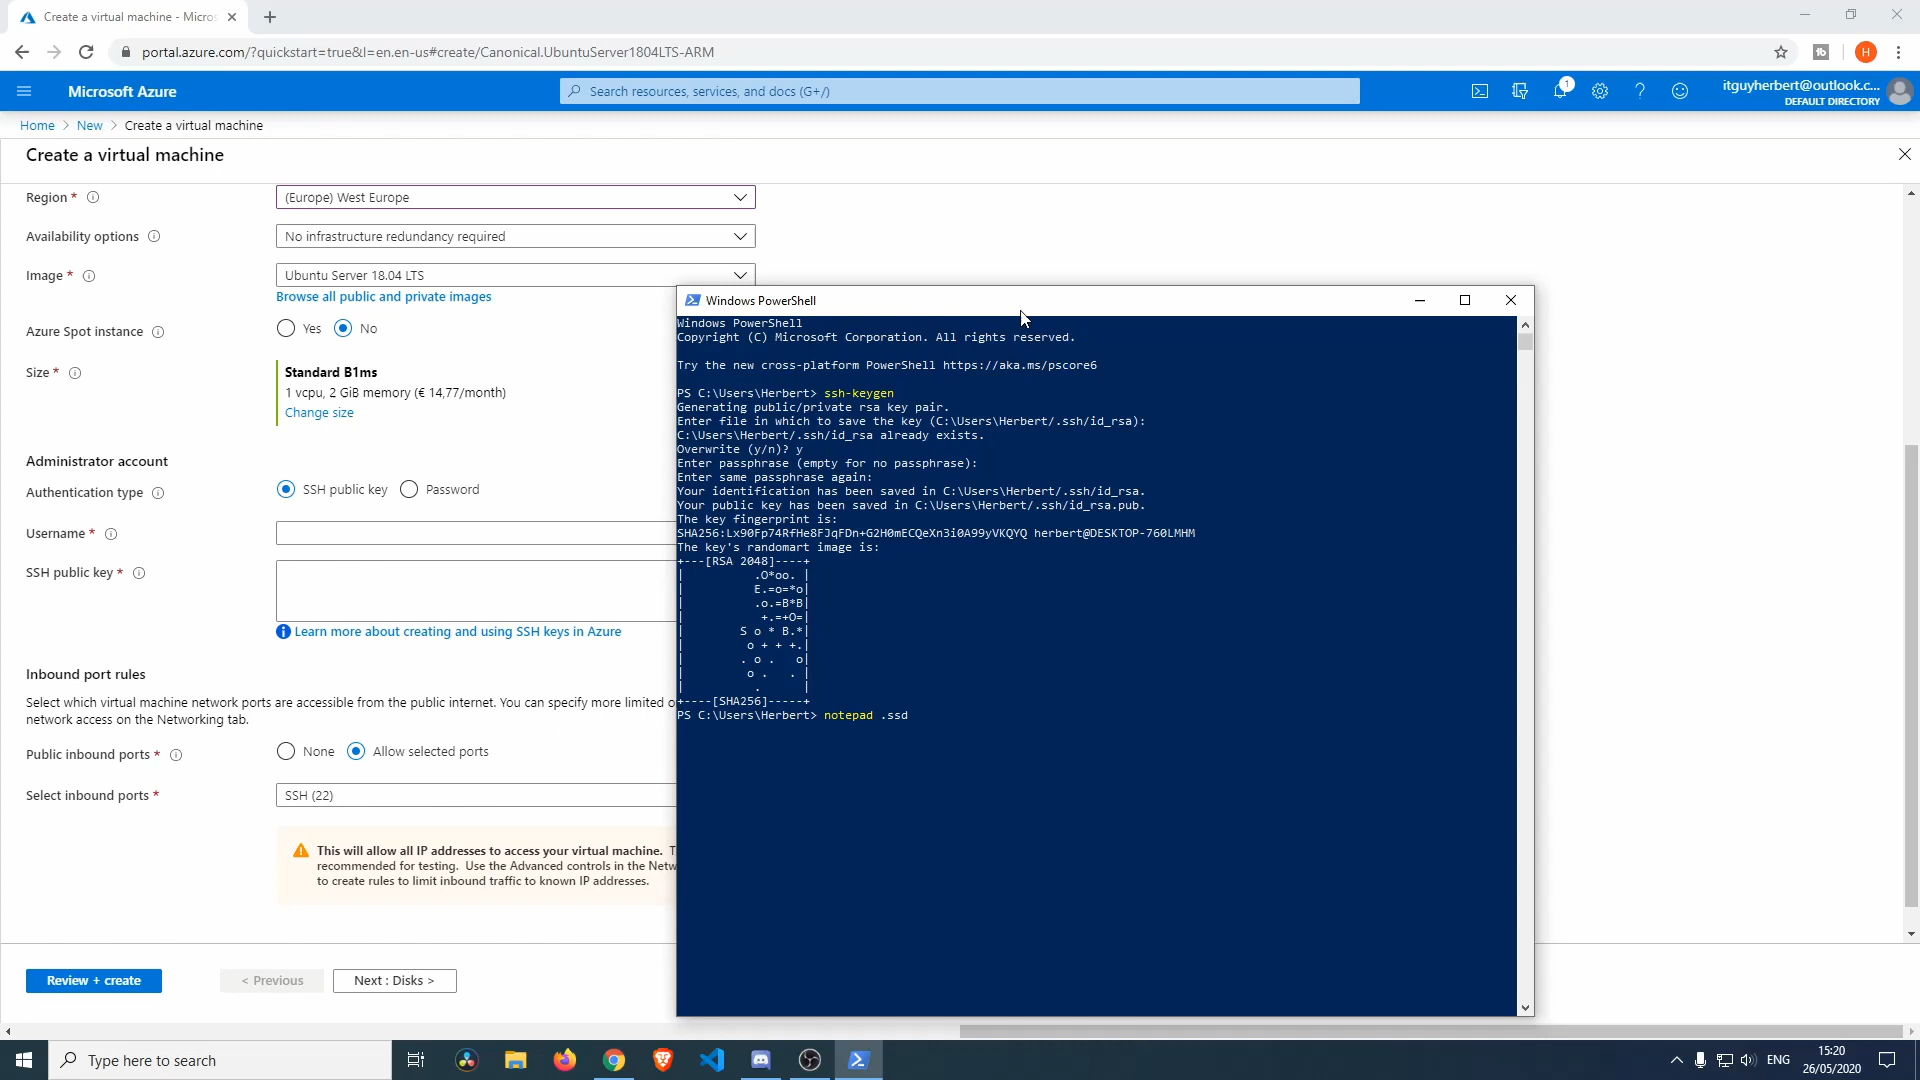 Create a virtual machine - Micros
portal.azure.com/?quickstart=true&l=en.en-us#create/Canonical.UbuntuServer1804LTS-ARM
H
Microsoft Azure
Search resources, services, and docs (G+/)
1
itguyherbert@outlook.c...
DEFAULT DIRECTORY
Home > New > Create a virtual machine
Create a virtual machine
Region *
(Europe) West Europe
Availability options
No infrastructure redundancy required
Image *
Ubuntu Server 18.04 LTS
Browse all public and private images
Azure Spot instance
Yes No
Size *
Standard B1ms
1 vcpu, 2 GiB memory (€ 14,77/month)
Change size
Administrator account
Authentication type
SSH public key Password
Username *
SSH public key *
Learn more about creating and using SSH keys in Azure
Inbound port rules
Select which virtual machine network ports are accessible from the public internet. You can specify more limited o
network access on the Networking tab.
Public inbound ports *
None Allow selected ports
Select inbound ports *
SSH (22)
This will allow all IP addresses to access your virtual machine. T
recommended for testing. Use the Advanced controls in the Netw
to create rules to limit inbound traffic to known IP addresses.
Review + create
< Previous
Next : Disks >
Windows PowerShell
Windows PowerShell
Copyright (C) Microsoft Corporation. All rights reserved.
Try the new cross-platform PowerShell https://aka.ms/pscore6
PS C:\Users\Herbert> ssh-keygen
Generating public/private rsa key pair.
Enter file in which to save the key (C:\Users\Herbert/.ssh/id_rsa):
C:\Users\Herbert/.ssh/id_rsa already exists.
Overwrite (y/n)? y
Enter passphrase (empty for no passphrase):
Enter same passphrase again:
Your identification has been saved in C:\Users\Herbert/.ssh/id_rsa.
Your public key has been saved in C:\Users\Herbert/.ssh/id_rsa.pub.
The key fingerprint is:
SHA256:Lx90Fp74RfHe8FJqFDn+G2H0mECQeXn3i0A99yVKQYQ herbert@DESKTOP-760LMHM
The key's randomart image is:
+---[RSA 2048]----+
|          .O*oo. |
|          E.=o=*o|
|          .o.=B*B|
|           +.=+O=|
|        S o * B.*|
|         o + + +.|
|        . o .   o|
|         o .   . |
|          .      |
+----[SHA256]-----+
PS C:\Users\Herbert> notepad .ssd
Type here to search
ENG
15:20
26/05/2020